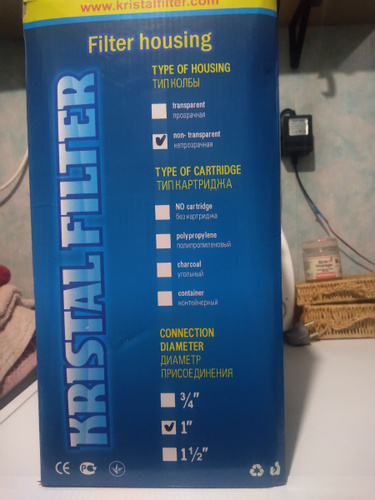 www.kristalfilter.com
Filter housing
KRISTAL FILTER
TYPE OF HOUSING
ТИП КОЛБЫ
transparent
прозрачная
non- transparent
непрозрачная
TYPE OF CARTRIDGE
ТИП КАРТРИДЖА
NO cartridge
без картриджа
polypropylene
полипропиленовый
charcoal
угольный
container
контейнерный
CONNECTION
DIAMETER
ДИАМЕТР
ПРИСОЕДИНЕНИЯ
3/4"
1"
1 1/2"
CE